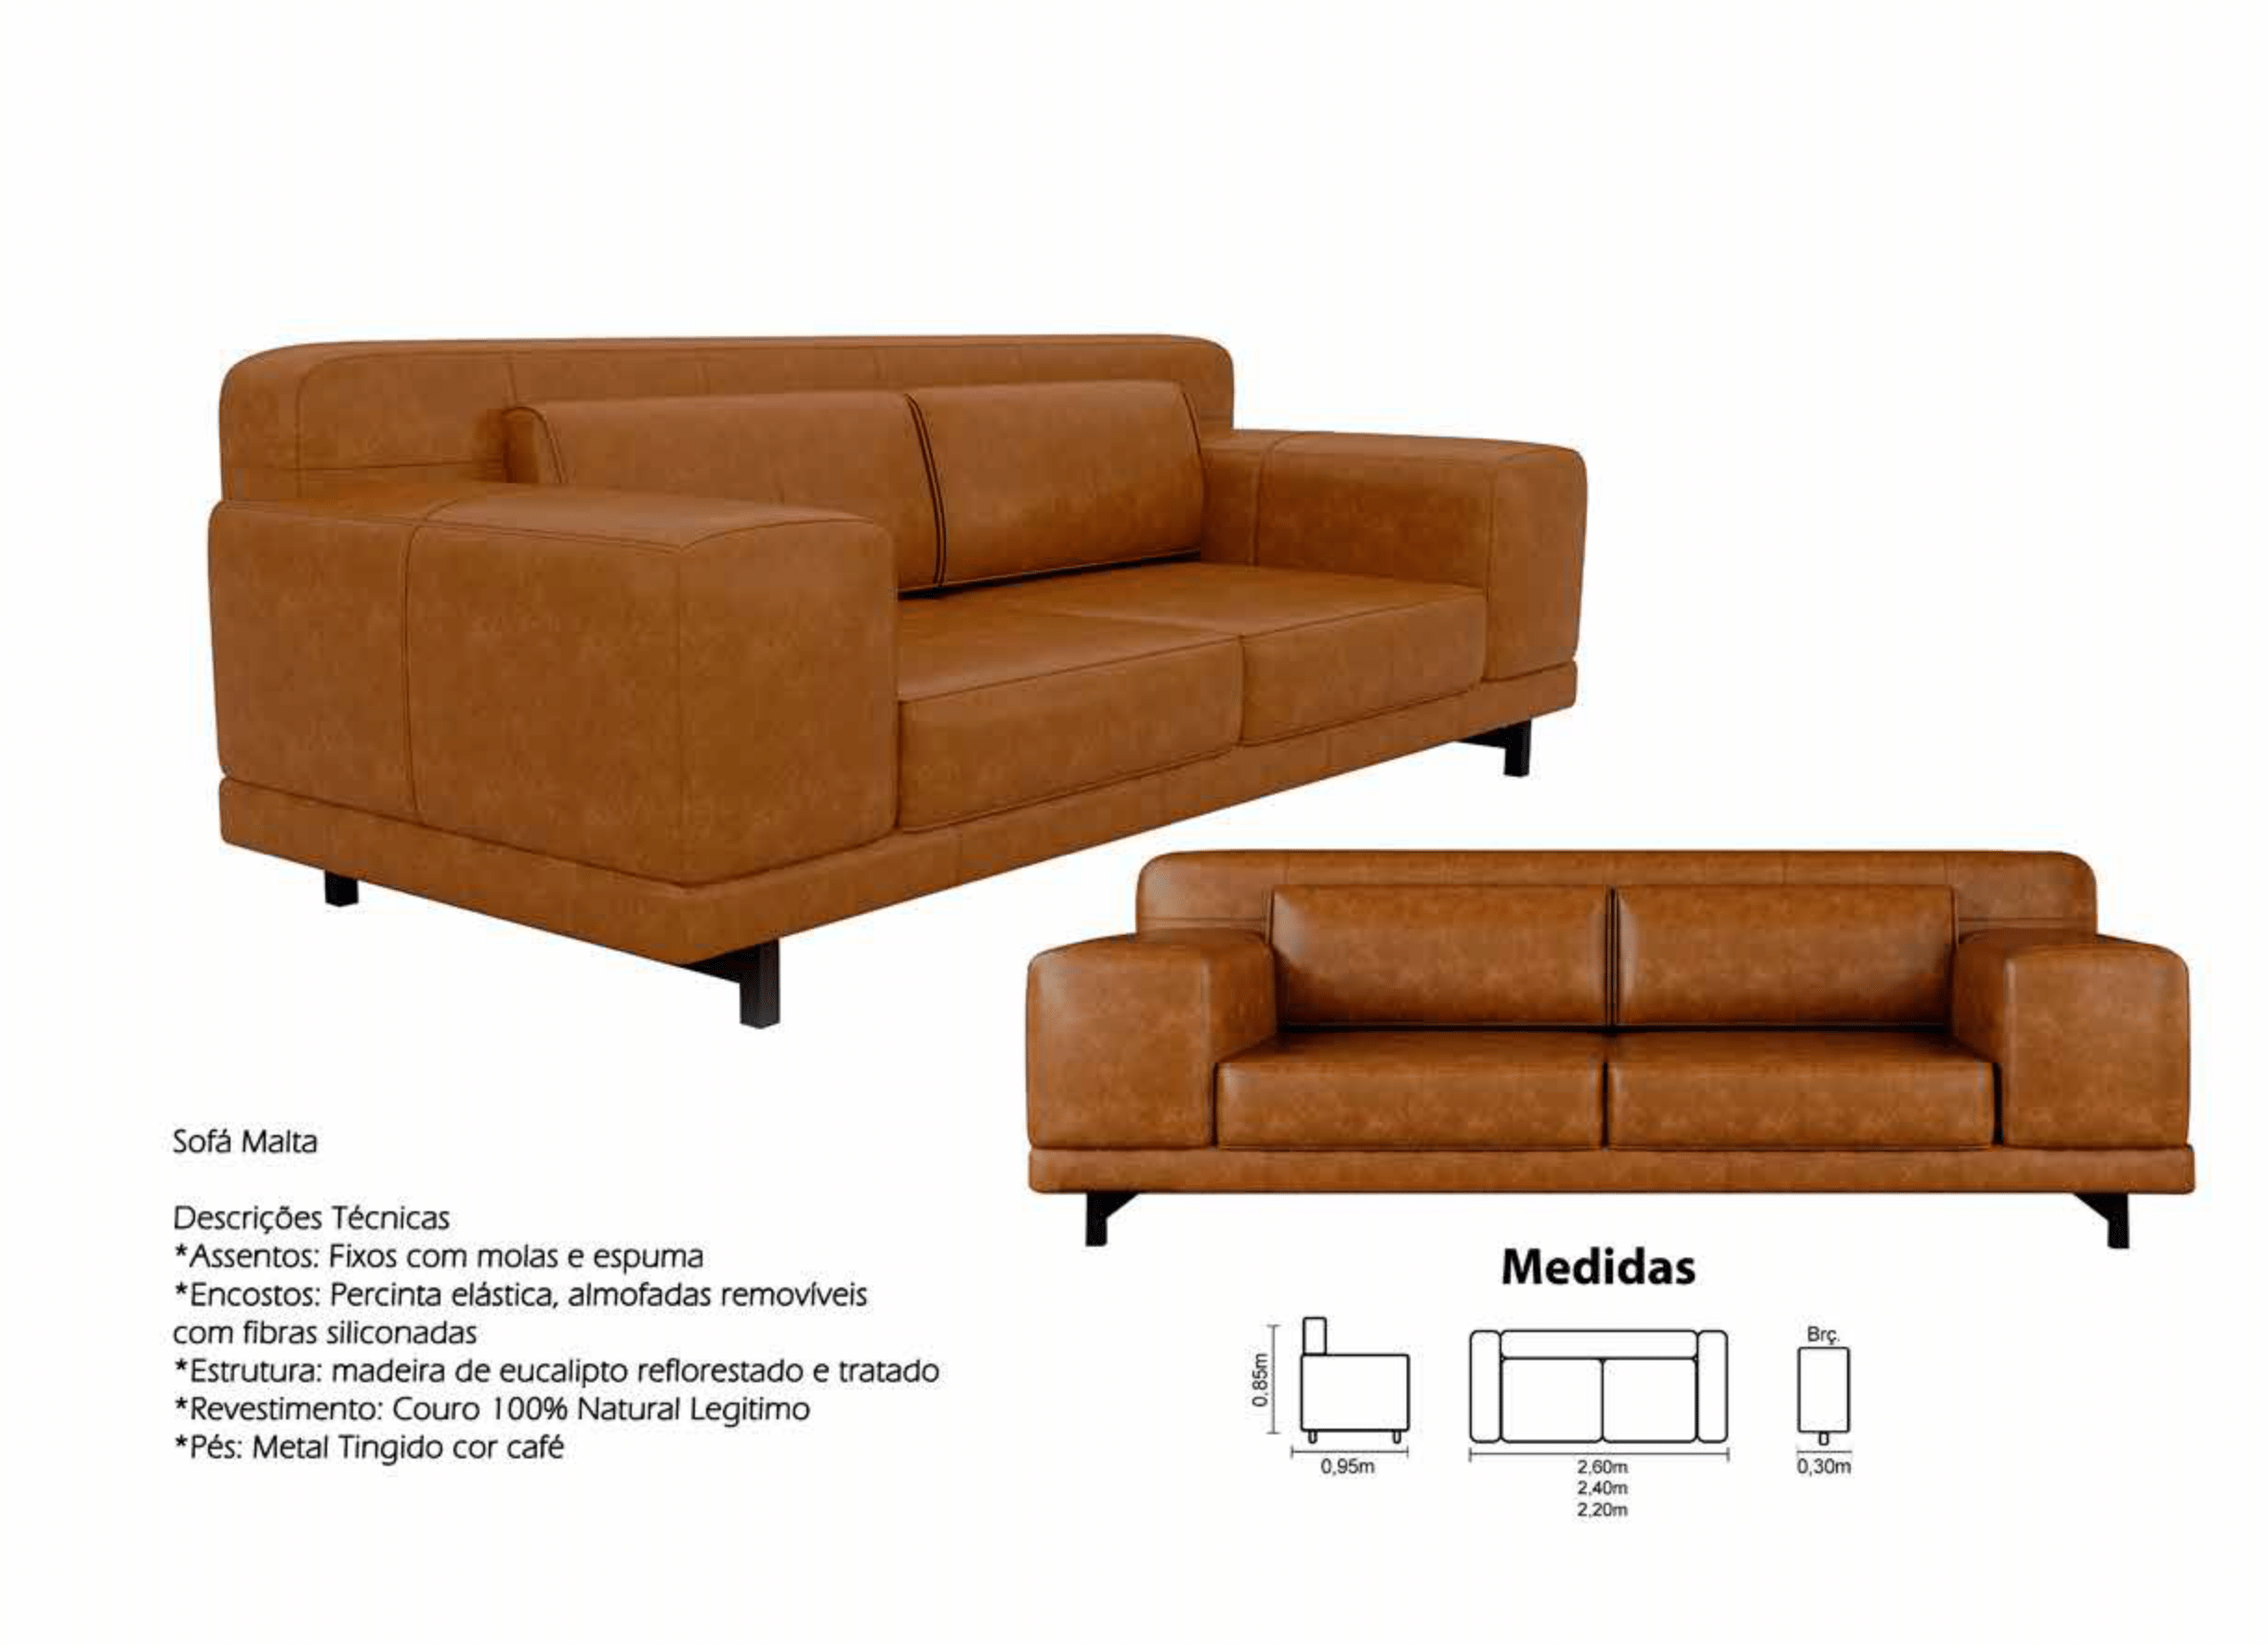 Sofá Malta
Descrições Técnicas
*Assentos: Fixos com molas e espuma
*Encostos: Percinta elástica, almofadas removíveis
com fibras siliconadas
*Estrutura: madeira de eucalipto reflorestado e tratado
*Revestimento: Couro 100% Natural Legitimo
*Pés: Metal Tingido cor café
Medidas
0,85m
0,95m
2,60m
2,40m
2,20m
Brç.
0,30m